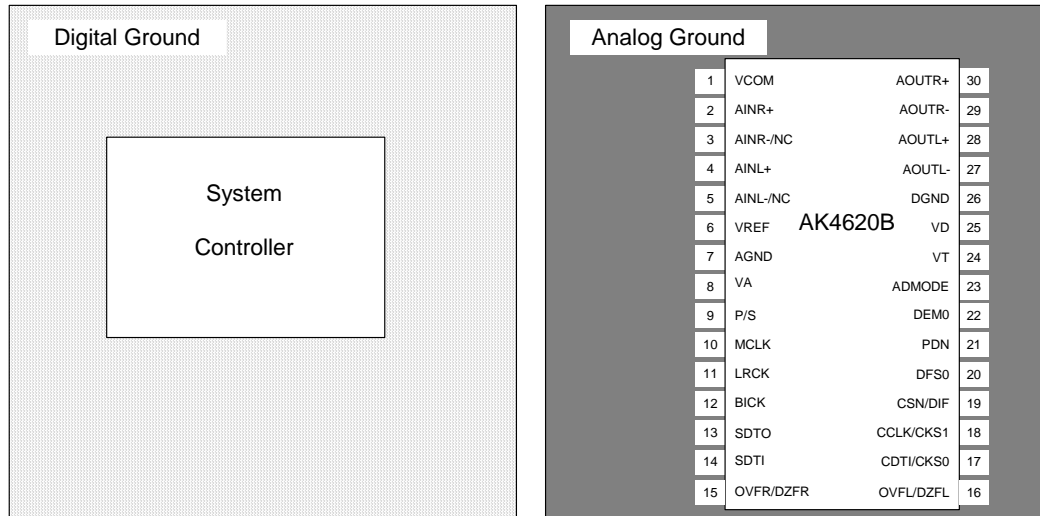 Digital Ground
System
Controller
Analog Ground
AK4620B
1 VCOM AOUTR+ 30
2 AINR+ AOUTR- 29
3 AINR-/NC AOUTL+ 28
4 AINL+ AOUTL- 27
5 AINL-/NC DGND 26
6 VREF VD 25
7 AGND VT 24
8 VA ADMODE 23
9 P/S DEM0 22
10 MCLK PDN 21
11 LRCK DFS0 20
12 BICK CSN/DIF 19
13 SDTO CCLK/CKS1 18
14 SDTI CDTI/CKS0 17
15 OVFR/DZFR OVFL/DZFL 16